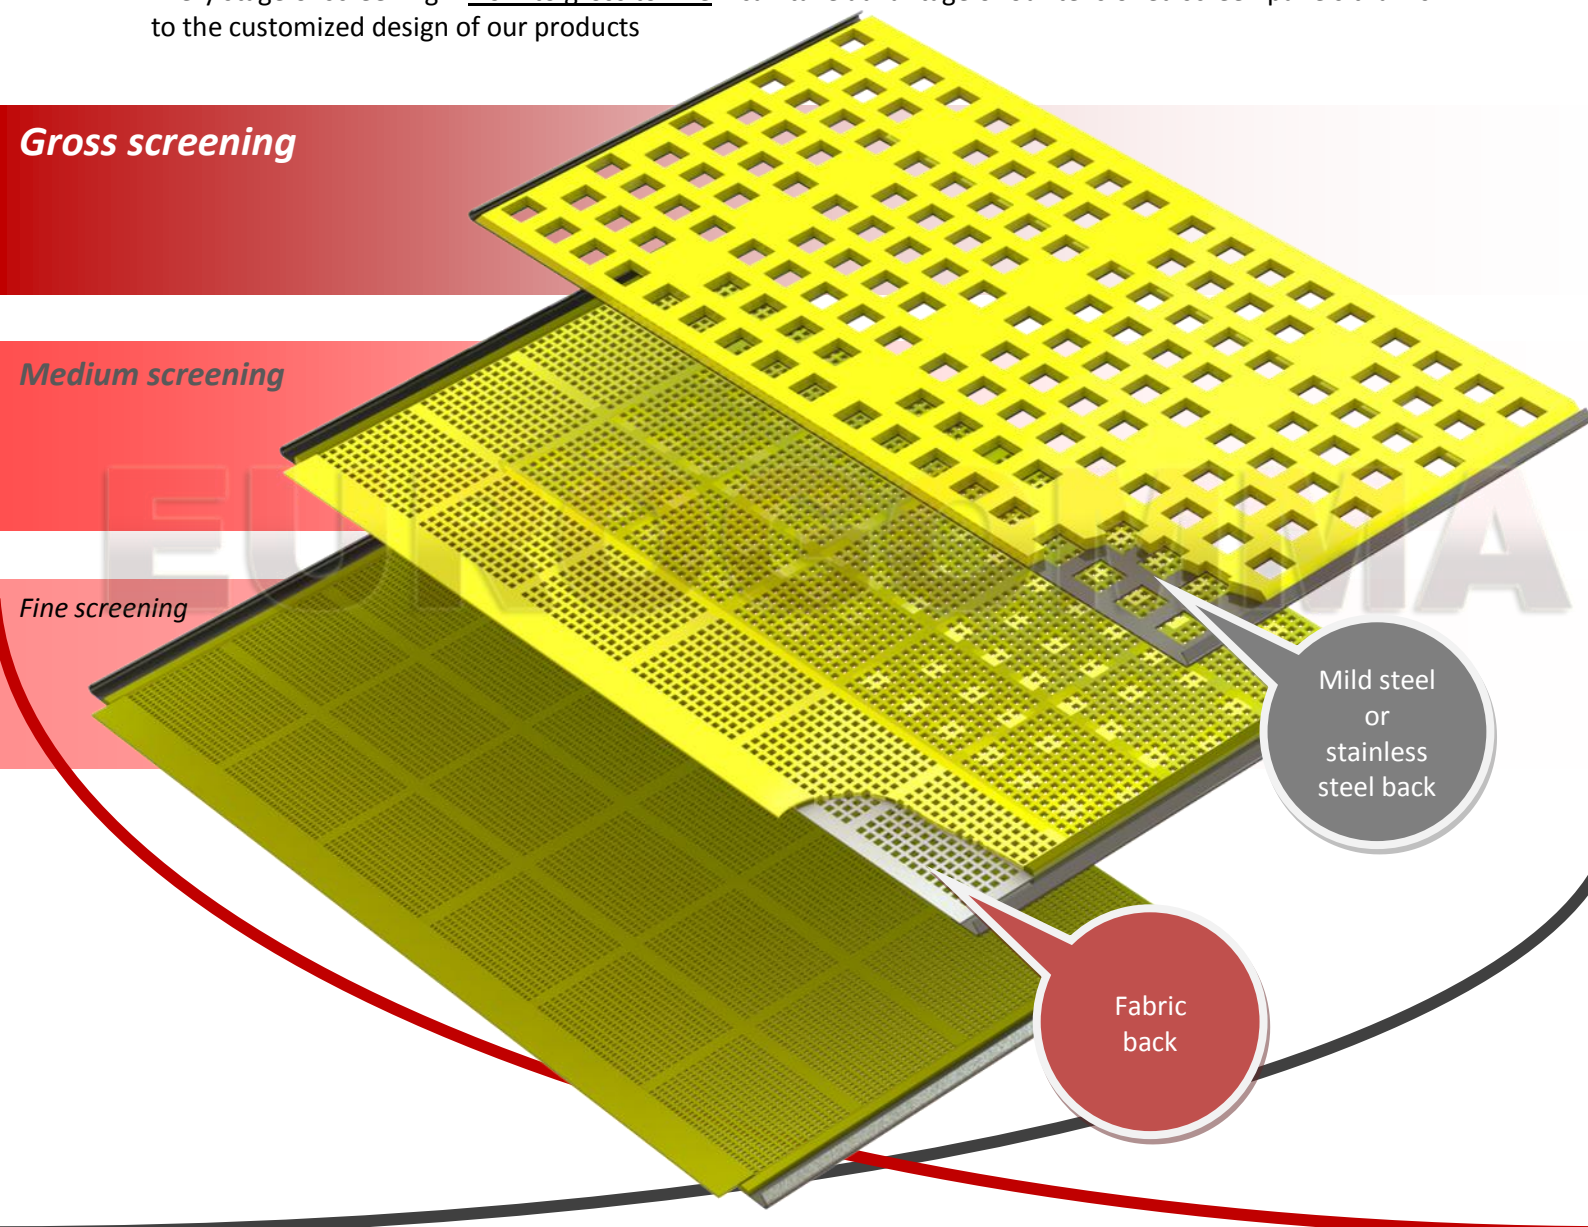 to the customized design of our products
Gross screening
Medium screening
Fine screening
Mild steel
or
stainless
steel back
Fabric
back